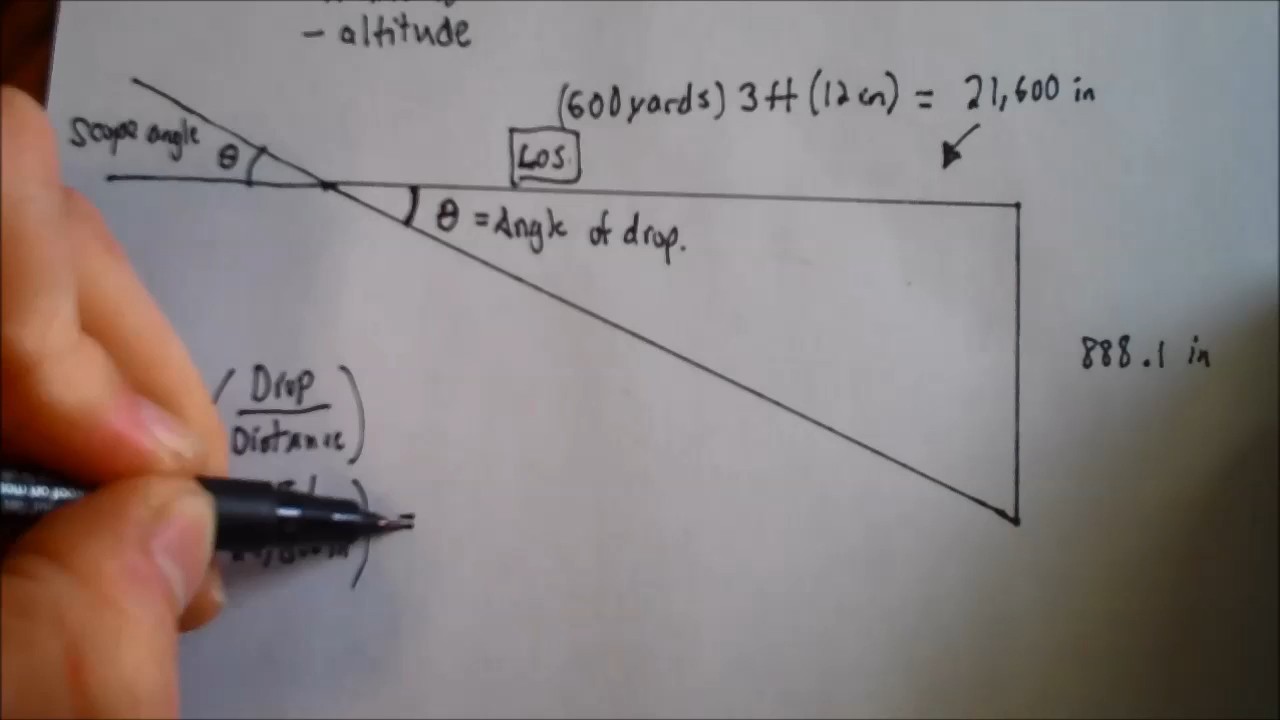 - altitude
(600 yards) 3 ft (12 in) = 21,600 in
Scope angle θ
LOS
θ = Angle of drop.
888.1 in
( Drop
Distance )
=